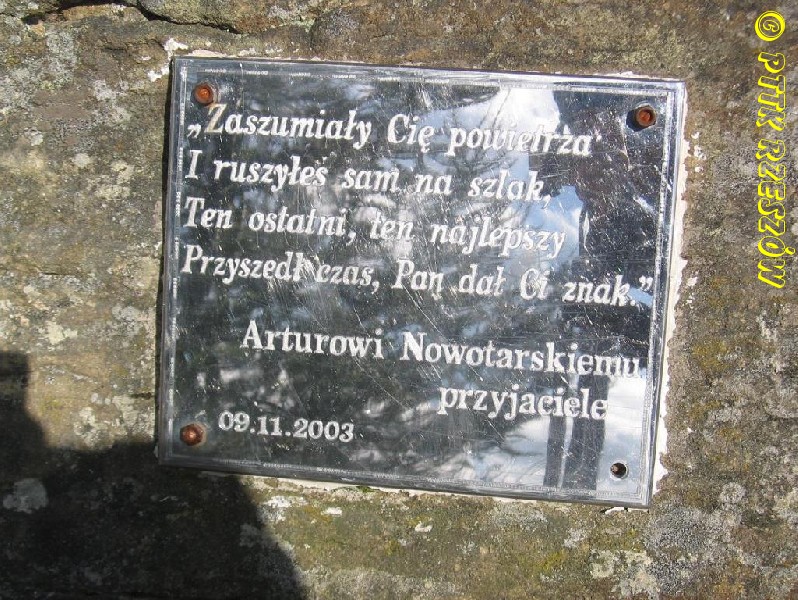 „Zaszumiały Cię powietrza
I ruszyłeś sam na szlak,
Ten ostatni, ten najlepszy
Przyszedł czas, Pan dał Ci znak.”
Arturowi Nowotarskiemu
przyjaciele
09.11.2003
© PTTK RZESZÓW